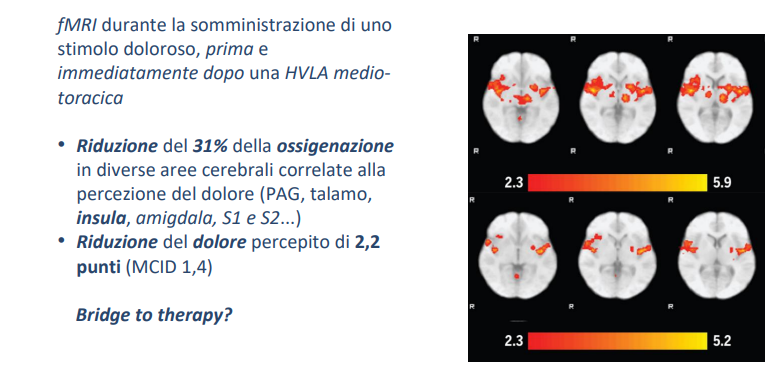 fMRI durante la somministrazione di uno
stimolo doloroso, prima e
immediatamente dopo una HVLA medio-
toracica
• Riduzione del 31% della ossigenazione
in diverse aree cerebrali correlate alla
percezione del dolore (PAG, talamo,
insula, amigdala, S1 e S2...)
• Riduzione del dolore percepito di 2,2
punti (MCID 1,4)
Bridge to therapy?
R R R
R R R
2.3 5.9
R R R
R R R
2.3 5.2